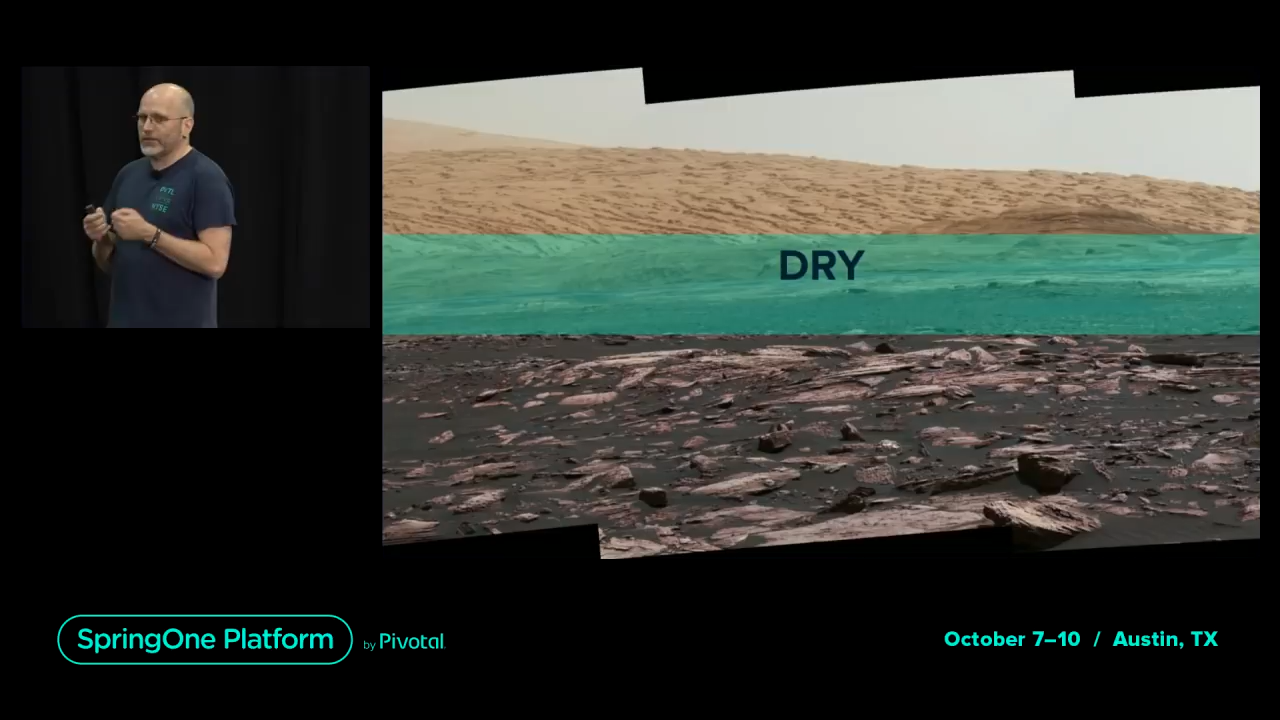 DRY
SpringOne Platform
by Pivotal
October 7–10 / Austin, TX